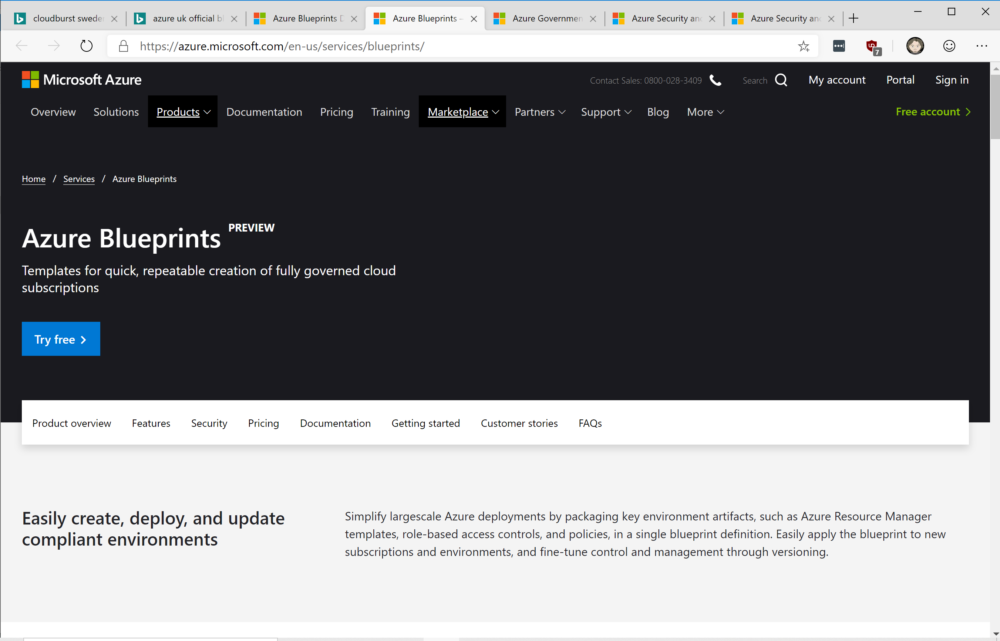 cloudburst swede
azure uk official bl
Azure Blueprints D
Azure Blueprints –
Azure Governmen
Azure Security and
Azure Security and
https://azure.microsoft.com/en-us/services/blueprints/
7
Microsoft Azure
Contact Sales: 0800-028-3409
Search
My account
Portal
Sign in
Overview
Solutions
Products
Documentation
Pricing
Training
Marketplace
Partners
Support
Blog
More
Free account
Home / Services / Azure Blueprints
Azure Blueprints PREVIEW
Templates for quick, repeatable creation of fully governed cloud
subscriptions
Try free
Product overview
Features
Security
Pricing
Documentation
Getting started
Customer stories
FAQs
Easily create, deploy, and update
compliant environments
Simplify largescale Azure deployments by packaging key environment artifacts, such as Azure Resource Manager
templates, role-based access controls, and policies, in a single blueprint definition. Easily apply the blueprint to new
subscriptions and environments, and fine-tune control and management through versioning.